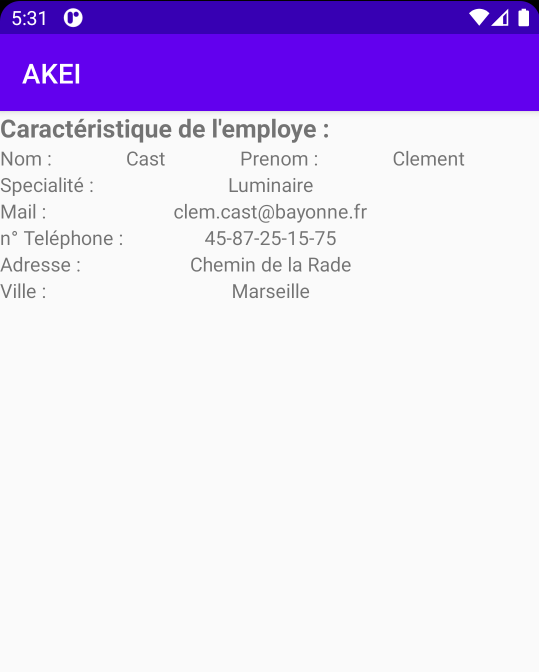 5:31
AKEI
Caractéristique de l'employe :
Nom : Cast Prenom : Clement
Specialité : Luminaire
Mail : clem.cast@bayonne.fr
n° Teléphone : 45-87-25-15-75
Adresse : Chemin de la Rade
Ville : Marseille